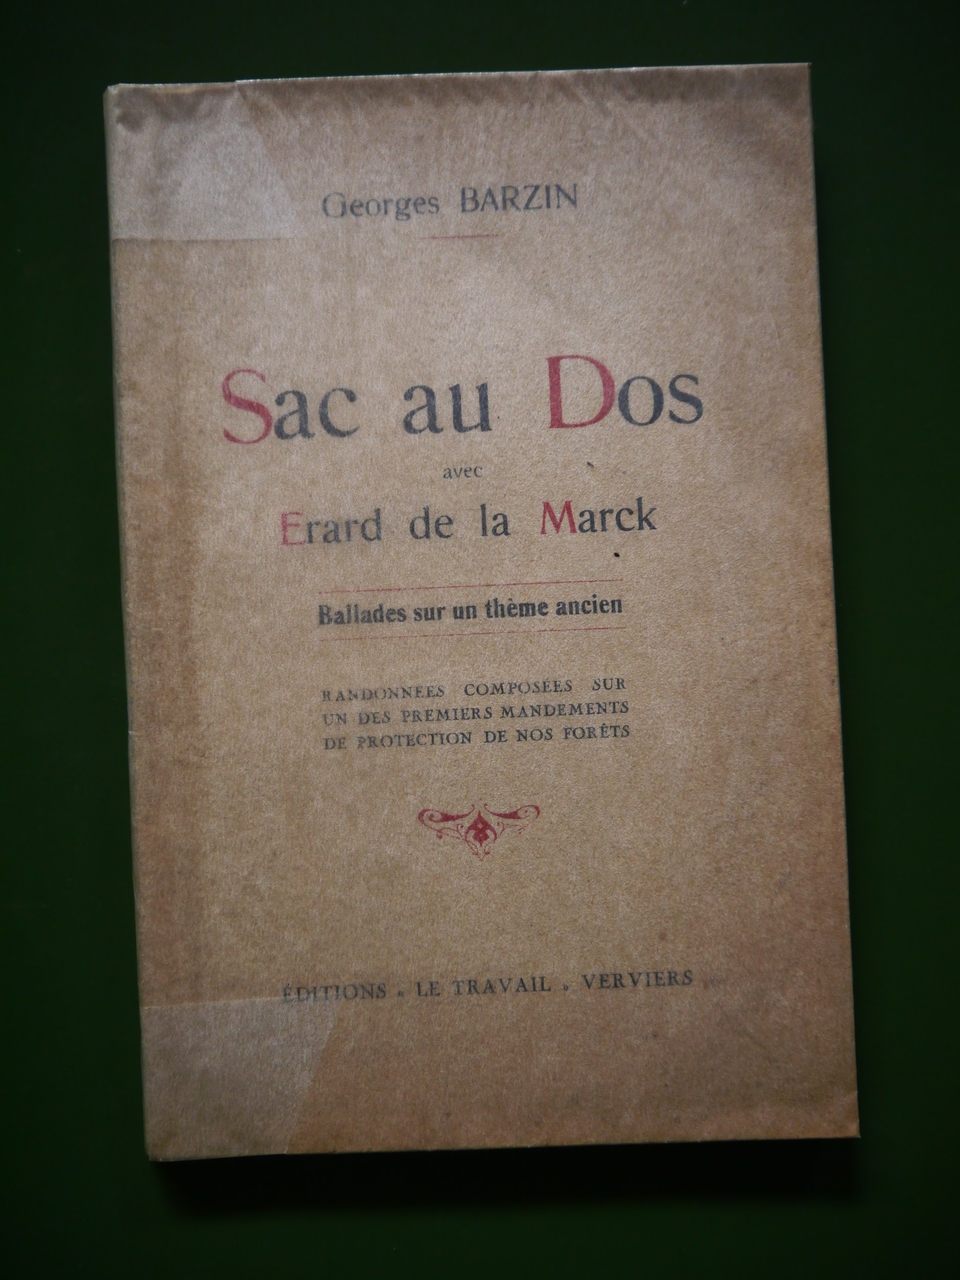 Georges BARZIN
Sac au Dos
avec
Erard de la Marck
Ballades sur un thème ancien
RANDONNEES COMPOSÉES SUR
UN DES PREMIERS MANDEMENTS
DE PROTECTION DE NOS FORÊTS
ÉDITIONS . LE TRAVAIL . VERVIERS